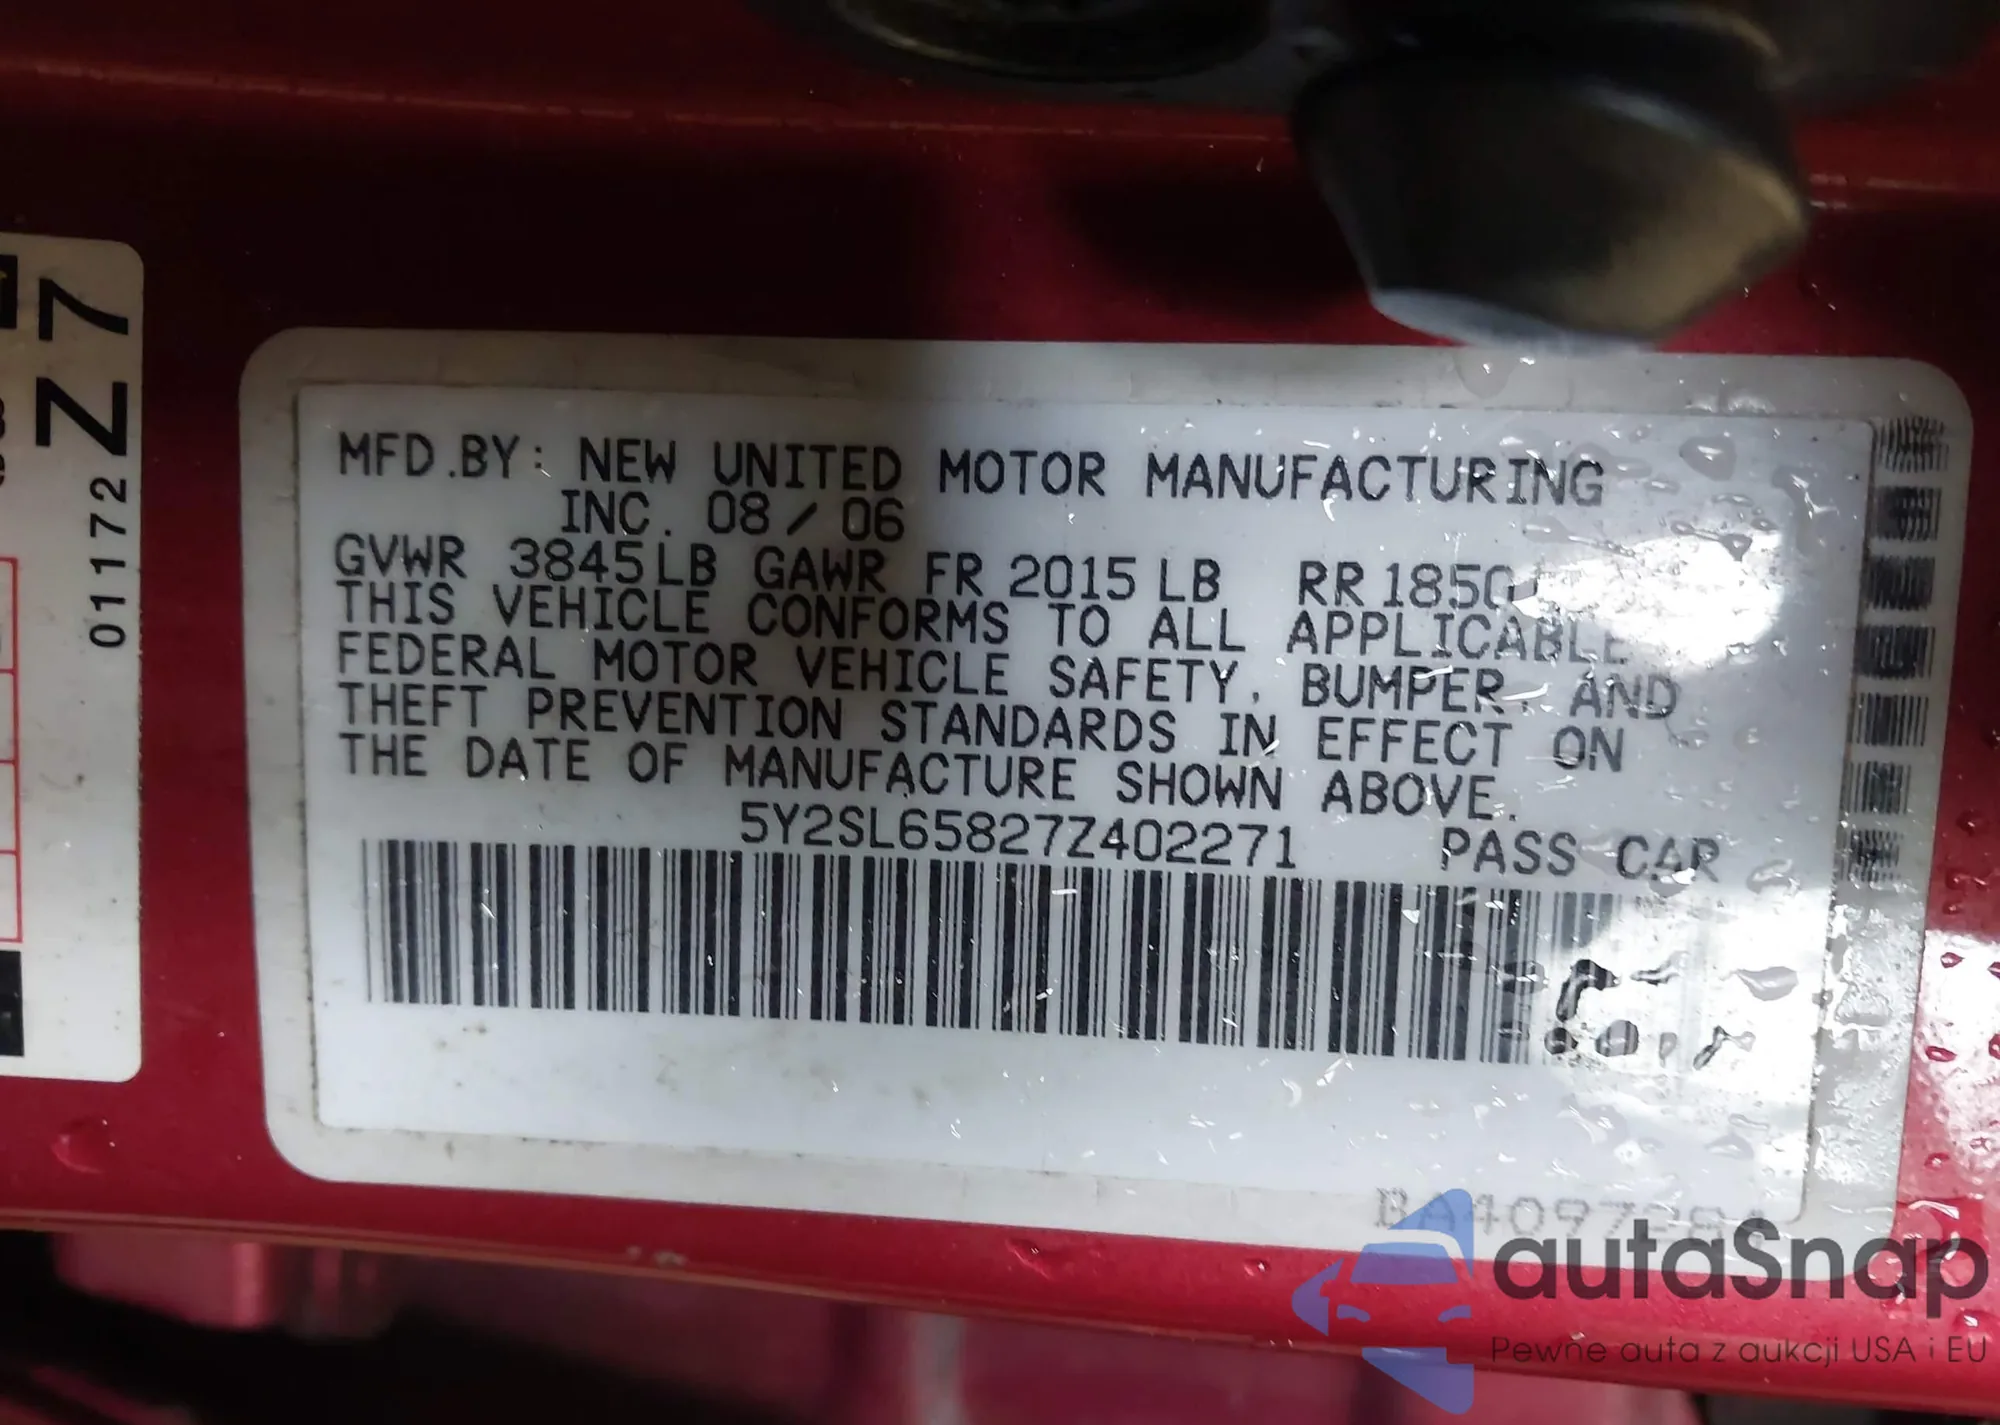 Z7
01172
MFD.BY: NEW UNITED MOTOR MANUFACTURING
INC. 08/06
GVWR 3845LB GAWR FR 2015 LB RR 1850
THIS VEHICLE CONFORMS TO ALL APPLICABLE
FEDERAL MOTOR VEHICLE SAFETY, BUMPER, AND
THEFT PREVENTION STANDARDS IN EFFECT ON
THE DATE OF MANUFACTURE SHOWN ABOVE.
5Y2SL65827Z402271 PASS CAR
autaSnap
Pewne auta z aukcji USA i EU